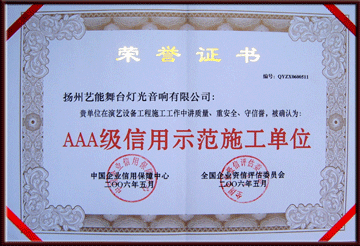 荣誉证书
编号：QYZX0600511
扬州艺能舞台灯光音响有限公司：
贵单位在演艺设备工程施工工作中讲质量、重安全、守信誉，被确认为：
AAA级信用示范施工单位
中国企业信用保障中心
全国企业资信评估委员会
二〇〇六年五月
二〇〇六年五月